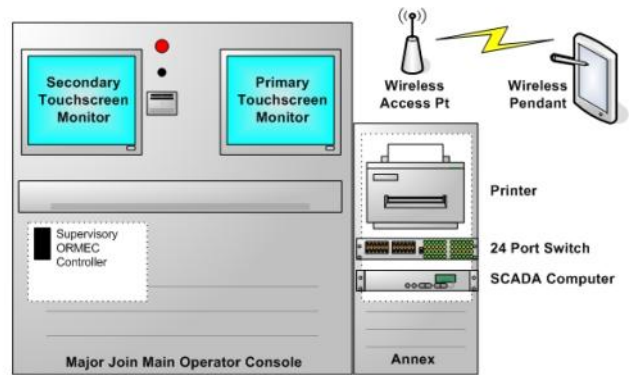 Secondary
Touchscreen
Monitor
Primary
Touchscreen
Monitor
Wireless
Access Pt
Wireless
Pendant
Printer
Supervisory
ORMEC
Controller
24 Port Switch
SCADA Computer
Major Join Main Operator Console
Annex